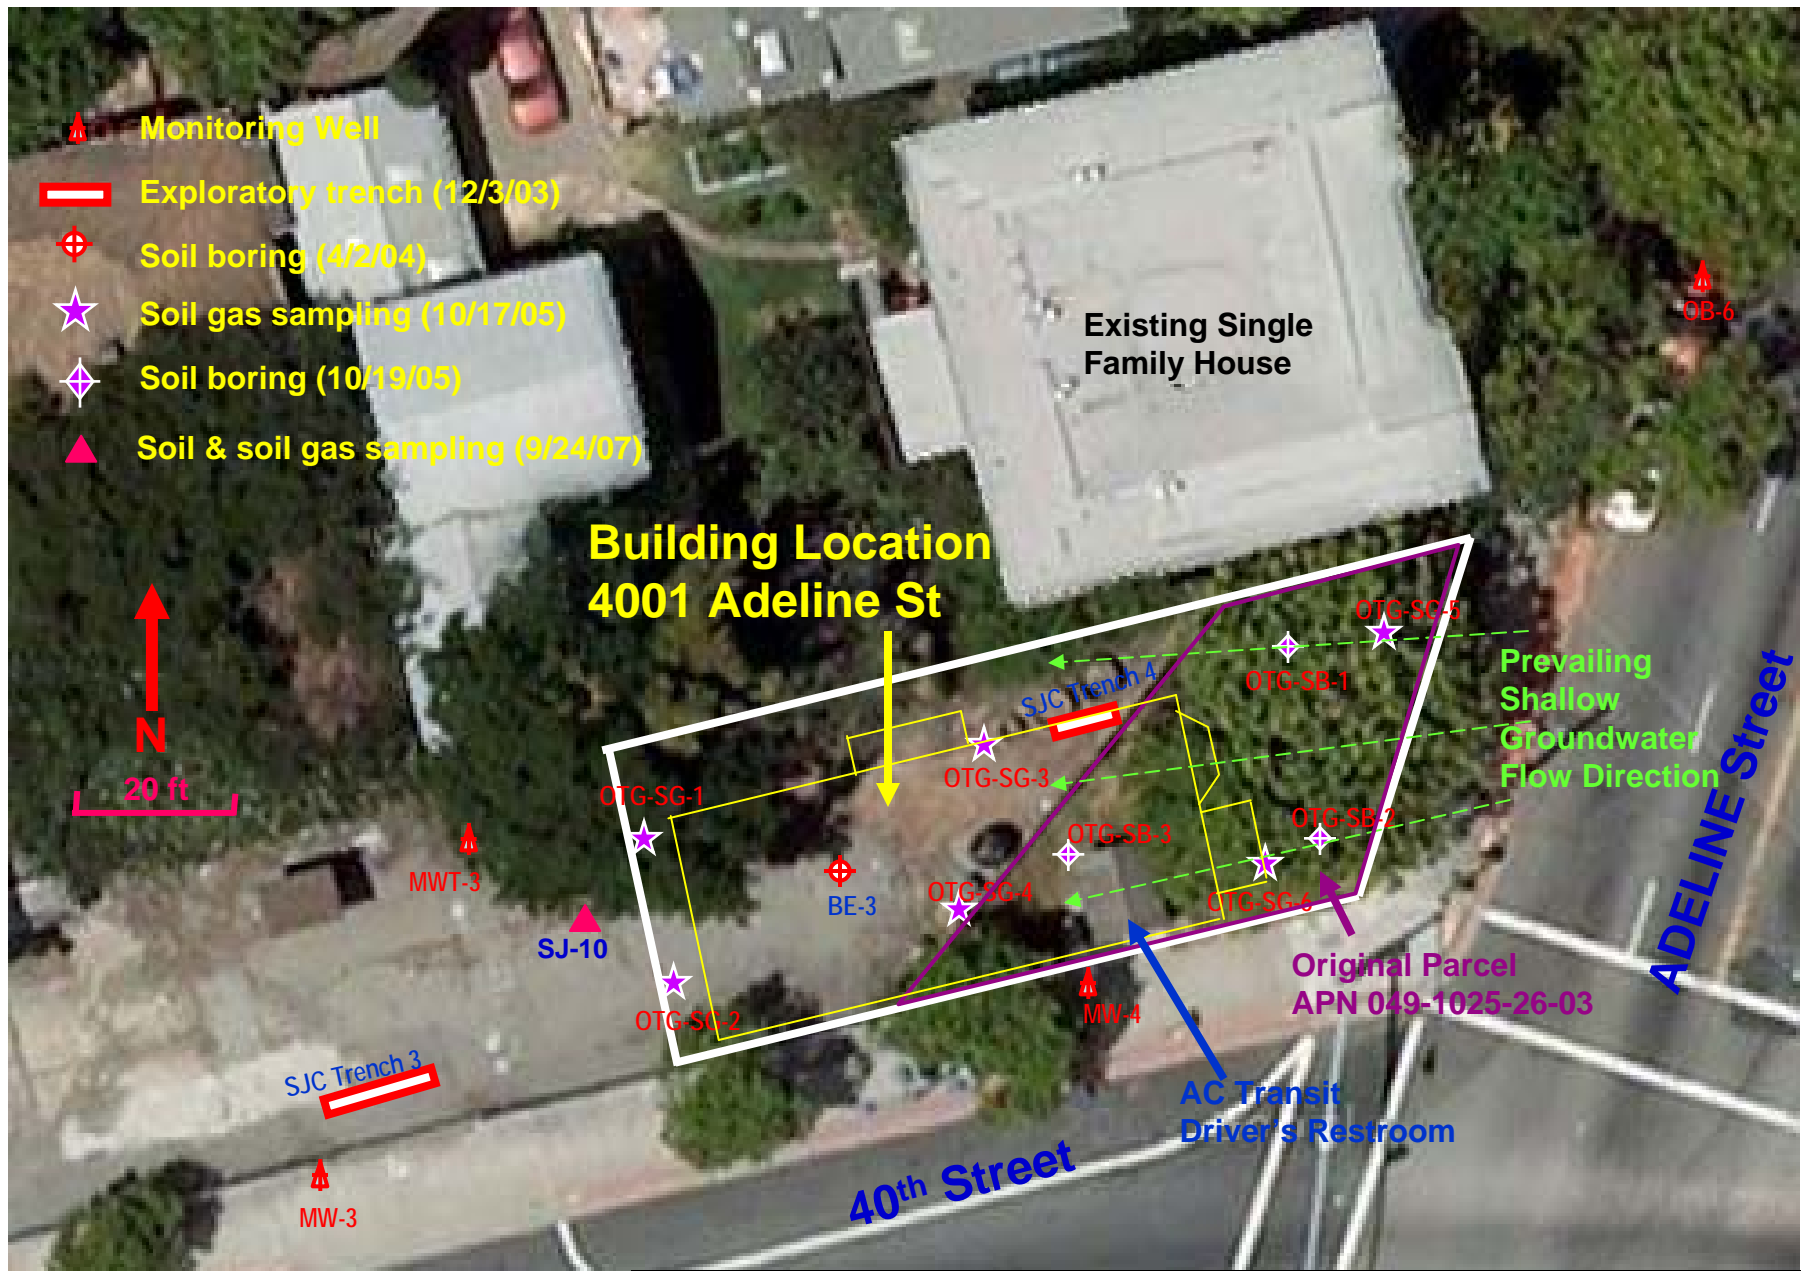 Monitoring Well
Exploratory trench (12/3/03)
Soil boring (4/2/04)
Soil gas sampling (10/17/05)
Soil boring (10/19/05)
Soil & soil gas sampling (9/24/07)
Existing Single
Family House
OB-6
Building Location
4001 Adeline St
N
20 ft
OTG-SG-5
OTG-SB-1
SJC Trench 4
OTG-SG-3
OTG-SG-1
Prevailing
Shallow
Groundwater
Flow Direction
ADELINE Street
OTG-SB-2
OTG-SB-3
MWT-3
BE-3
OTG-SG-4
OTG-SG-6
SJ-10
OTG-SG-2
MW-4
Original Parcel
APN 049-1025-26-03
SJC Trench 3
AC Transit
Driver's Restroom
40th Street
MW-3